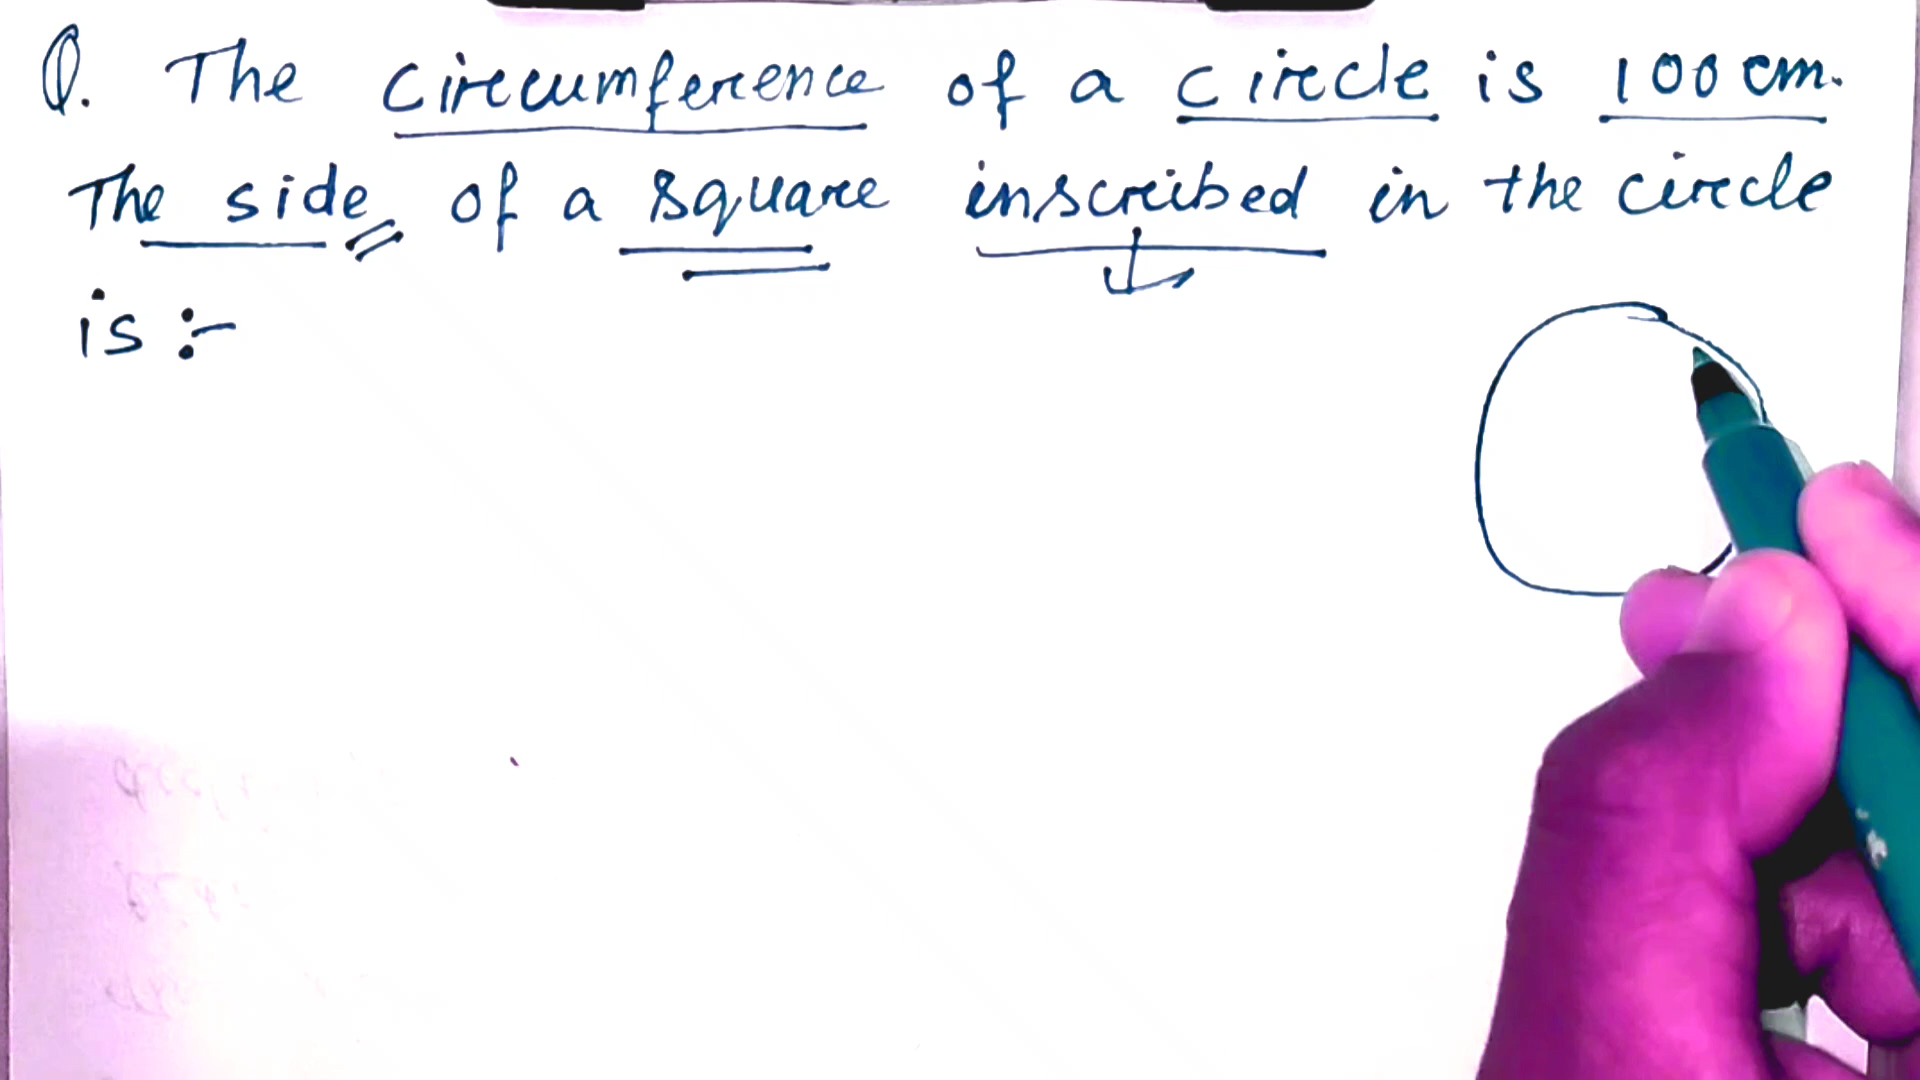 Q. The circumference of a circle is 100 cm.
The side of a square inscribed in the circle
is :-